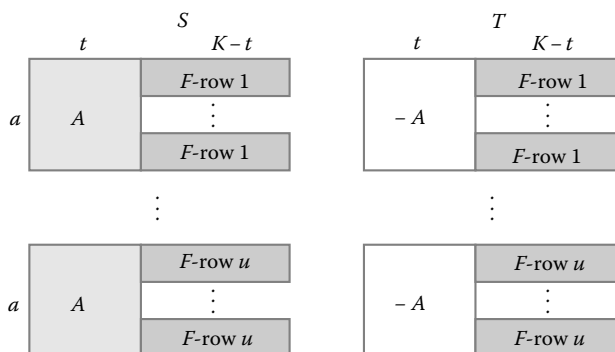 S T
t K – t t K – t
F-row 1 F-row 1
⋮ ⋮
a A – A
F-row 1 F-row 1
⋮ ⋮
F-row u F-row u
a A ⋮ – A ⋮
F-row u F-row u